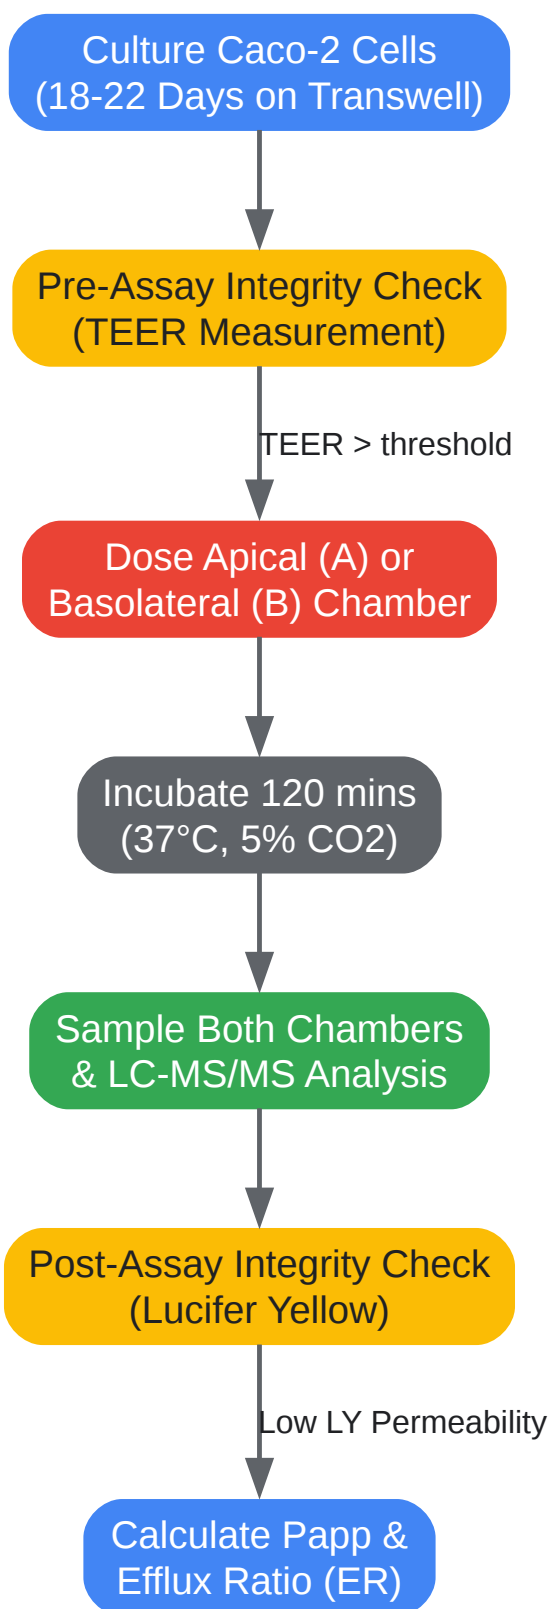 Culture Caco-2 Cells
(18-22 Days on Transwell)
Pre-Assay Integrity Check
(TEER Measurement)
TEER > threshold
Dose Apical (A) or
Basolateral (B) Chamber
Incubate 120 mins
(37°C, 5% CO2)
Sample Both Chambers
& LC-MS/MS Analysis
Post-Assay Integrity Check
(Lucifer Yellow)
Low LY Permeability
Calculate Papp &
Efflux Ratio (ER)